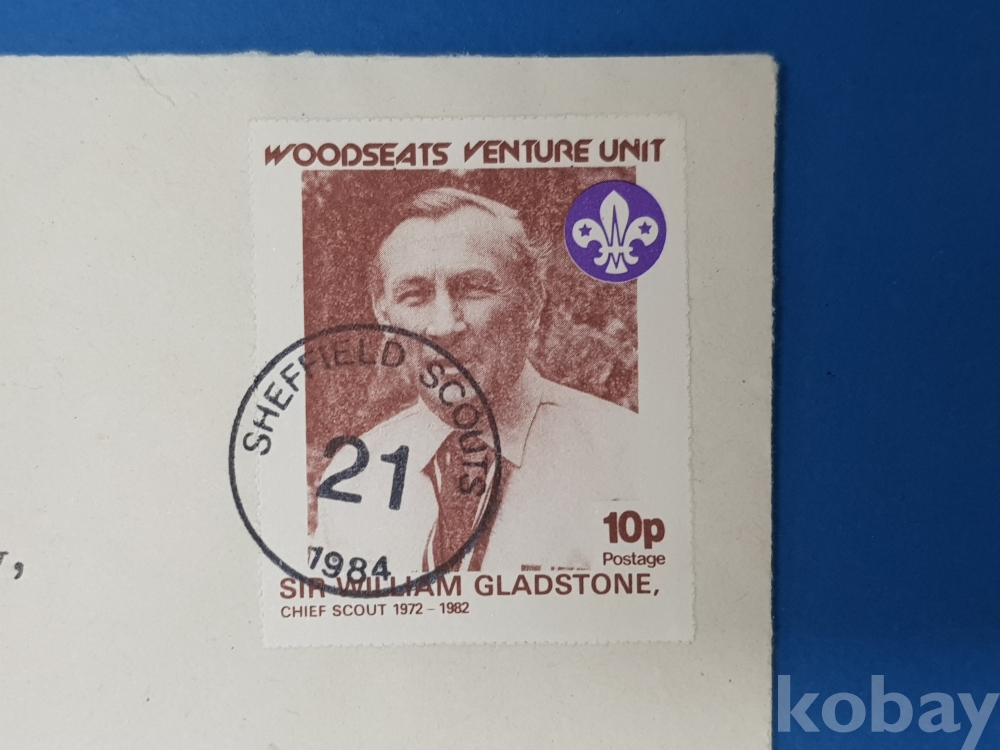 WOODSEATS VENTURE UNIT
SHEFFIELD SCOUTS
21
1984
10p
Postage
SIR WILLIAM GLADSTONE,
CHIEF SCOUT 1972 - 1982
kobay